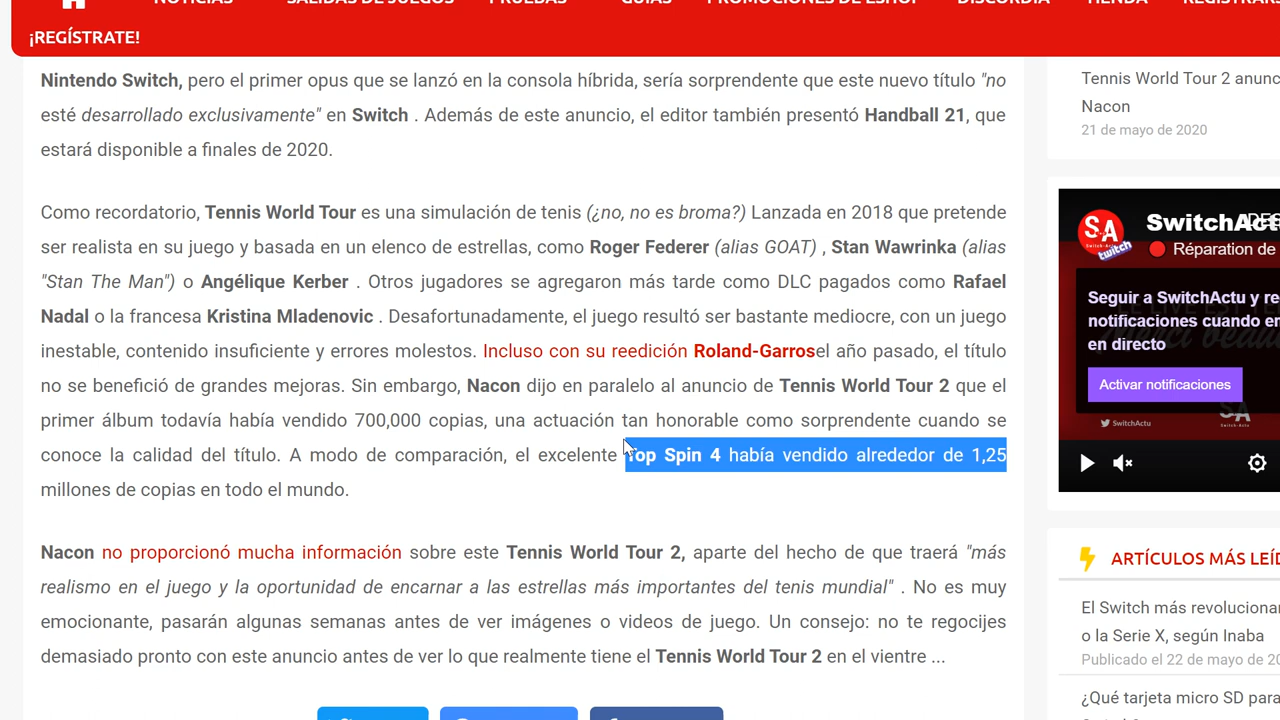 NOTICIAS SALIDAS DE JUEGOS PRUEBAS GUÍAS PROMOCIONES DE ESHOP DISCORDIA TIENDA
¡REGÍSTRATE!
Nintendo Switch, pero el primer opus que se lanzó en la consola híbrida, sería sorprendente que este nuevo título "no
esté desarrollado exclusivamente" en Switch . Además de este anuncio, el editor también presentó Handball 21, que
estará disponible a finales de 2020.
Como recordatorio, Tennis World Tour es una simulación de tenis (¿no, no es broma?) Lanzada en 2018 que pretende
ser realista en su juego y basada en un elenco de estrellas, como Roger Federer (alias GOAT) , Stan Wawrinka (alias
"Stan The Man") o Angélique Kerber . Otros jugadores se agregaron más tarde como DLC pagados como Rafael
Nadal o la francesa Kristina Mladenovic . Desafortunadamente, el juego resultó ser bastante mediocre, con un juego
inestable, contenido insuficiente y errores molestos. Incluso con su reedición Roland-Garrosel año pasado, el título
no se benefició de grandes mejoras. Sin embargo, Nacon dijo en paralelo al anuncio de Tennis World Tour 2 que el
primer álbum todavía había vendido 700,000 copias, una actuación tan honorable como sorprendente cuando se
conoce la calidad del título. A modo de comparación, el excelente Top Spin 4 había vendido alrededor de 1,25
millones de copias en todo el mundo.
Nacon no proporcionó mucha información sobre este Tennis World Tour 2, aparte del hecho de que traerá "más
realismo en el juego y la oportunidad de encarnar a las estrellas más importantes del tenis mundial" . No es muy
emocionante, pasarán algunas semanas antes de ver imágenes o videos de juego. Un consejo: no te regocijes
demasiado pronto con este anuncio antes de ver lo que realmente tiene el Tennis World Tour 2 en el vientre ...
Tennis World Tour 2
Nacon
21 de mayo de 2020
SA
twitch
SwitchActu
Réparation de
Seguir a SwitchActu y
notificaciones cuando
en directo
Activar notificaciones
SwitchActu
ARTÍCULOS MÁS
El Switch más
o la Serie X, según Inaba
Publicado el 22 de mayo de
¿Qué tarjeta micro SD para